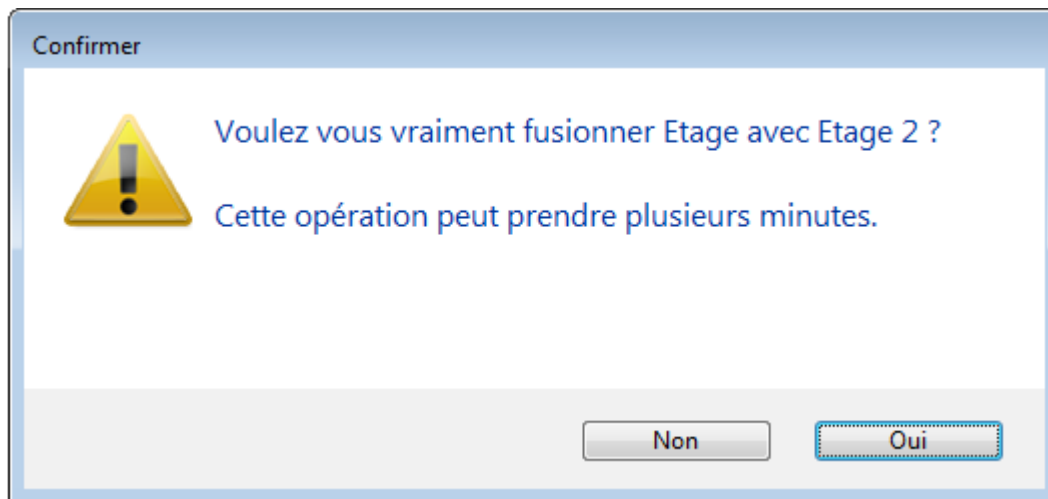 Confirmer
Voulez vous vraiment fusionner Etage avec Etage 2 ?
Cette opération peut prendre plusieurs minutes.
Non
Oui